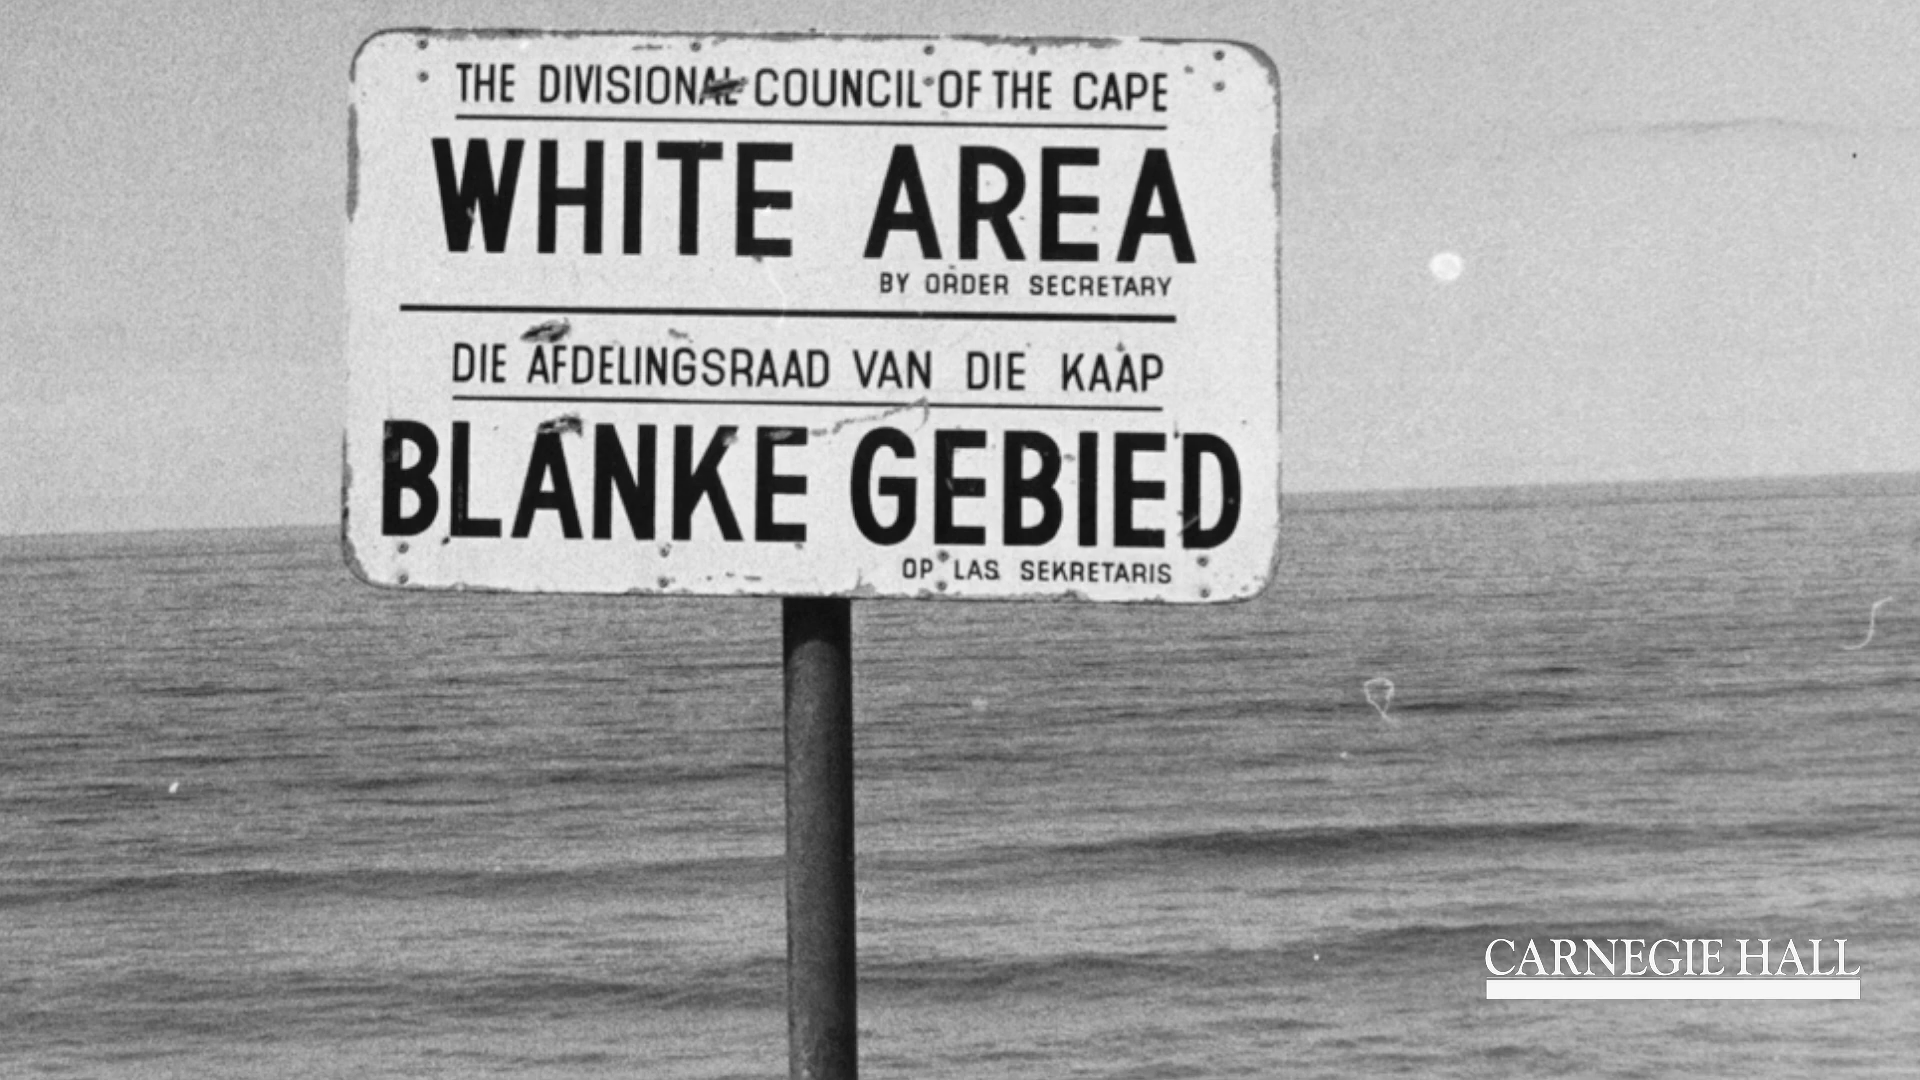 THE DIVISIONAL COUNCIL OF THE CAPE
WHITE AREA
BY ORDER SECRETARY
DIE AFDELINGSRAAD VAN DIE KAAP
BLANKE GEBIED
OP LAS SEKRETARIS
CARNEGIE HALL